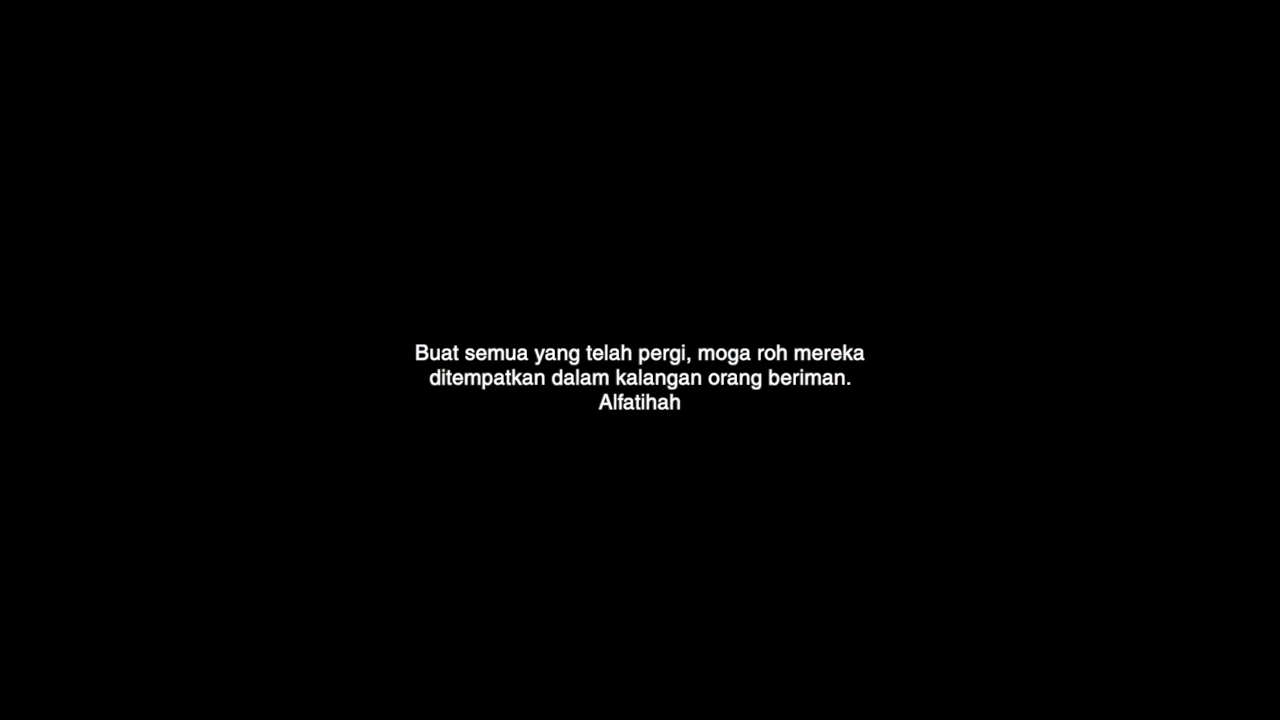 Buat semua yang telah pergi, moga roh mereka
ditempatkan dalam kalangan orang beriman.
Alfatihah